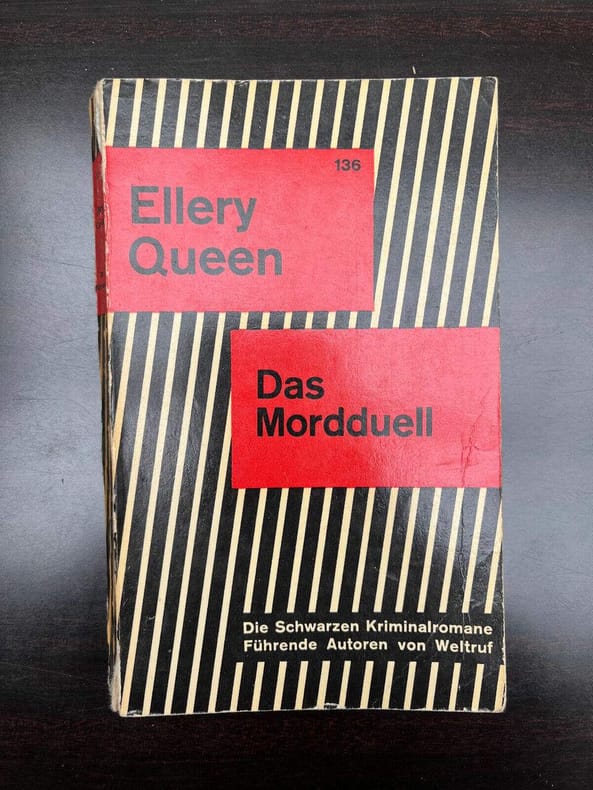 136
Ellery
Queen
Das
Mordduell
Die Schwarzen Kriminalromane
Führende Autoren von Weltruf